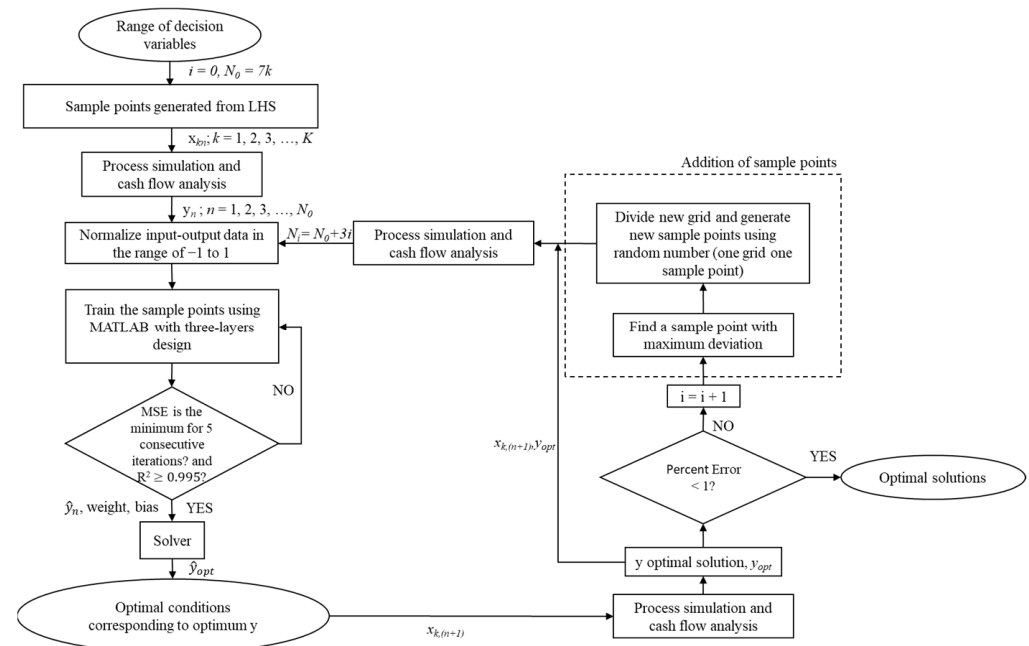 Range of decision
variables
i = 0, N₀ = 7k
Sample points generated from LHS
xₖₙ; k = 1, 2, 3, …, K
Process simulation and
cash flow analysis
yₙ ; n = 1, 2, 3, …, N₀
Normalize input-output data in
the range of −1 to 1
Nᵢ= N₀+3i
Process simulation and
cash flow analysis
Train the sample points using
MATLAB with three-layers
design
NO
MSE is the
minimum for 5
consecutive
iterations? and
R² ≥ 0.995?
ŷₙ, weight, bias
YES
Solver
ŷ_opt
Optimal conditions
corresponding to optimum y
x_k,(n+1)
Process simulation and
cash flow analysis
y optimal solution, y_opt
x_k,(n+1),y_opt
Percent Error
< 1?
YES
Optimal solutions
NO
i = i + 1
Addition of sample points
Find a sample point with
maximum deviation
Divide new grid and generate
new sample points using
random number (one grid one
sample point)